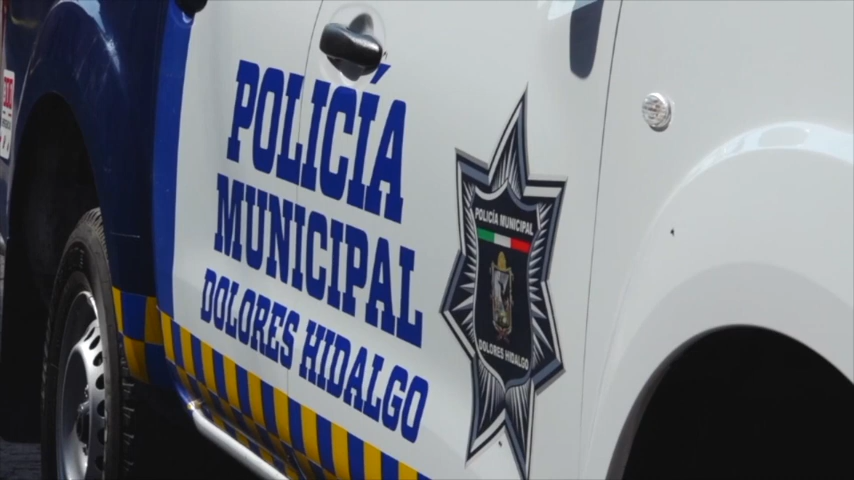 POLICÍA
MUNICIPAL
DOLORES HIDALGO
POLICÍA MUNICIPAL
DOLORES HIDALGO